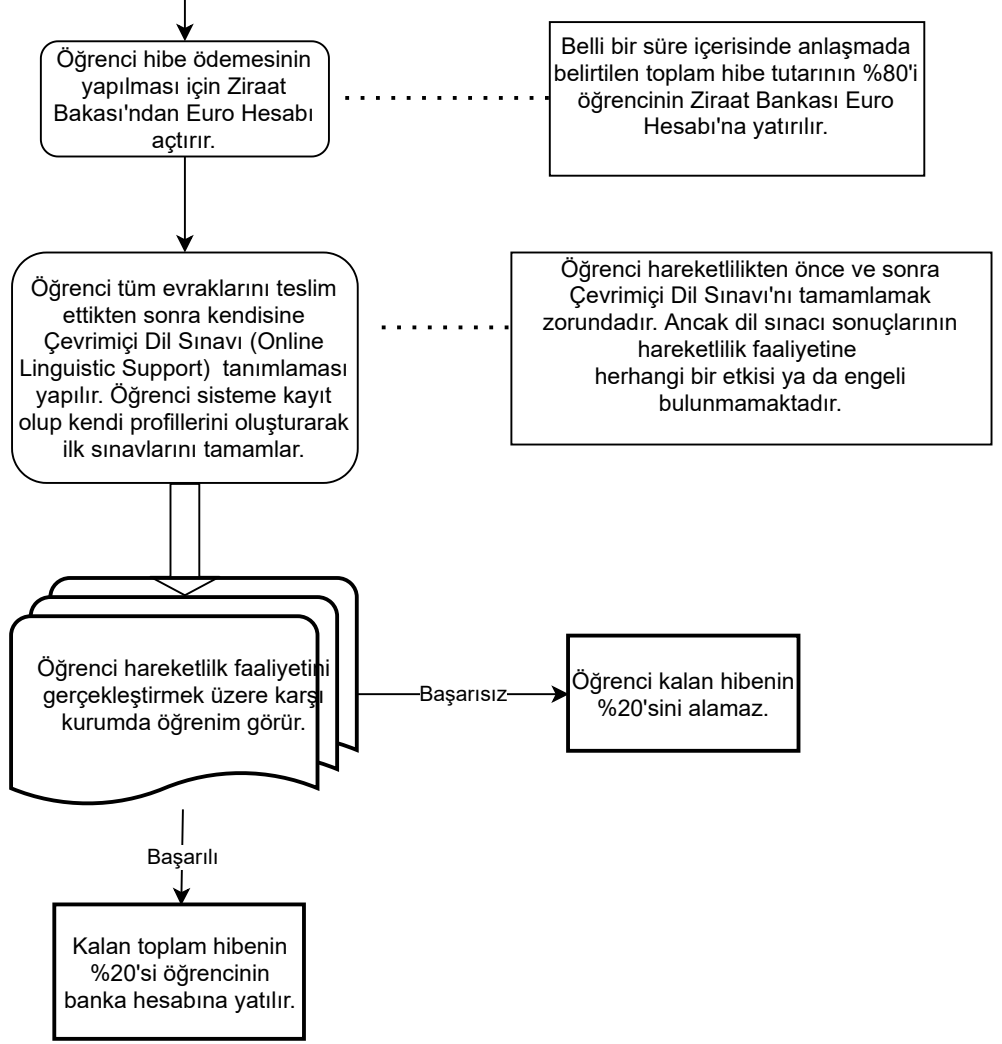 Öğrenci hibe ödemesinin
yapılması için Ziraat
Bakası'ndan Euro Hesabı
açtırır.
Belli bir süre içerisinde anlaşmada
belirtilen toplam hibe tutarının %80'i
öğrencinin Ziraat Bankası Euro
Hesabı'na yatırılır.
Öğrenci tüm evraklarını teslim
ettikten sonra kendisine
Çevrimiçi Dil Sınavı (Online
Linguistic Support) tanımlaması
yapılır. Öğrenci sisteme kayıt
olup kendi profillerini oluşturarak
ilk sınavlarını tamamlar.
Öğrenci hareketlilikten önce ve sonra
Çevrimiçi Dil Sınavı'nı tamamlamak
zorundadır. Ancak dil sınacı sonuçlarının
hareketlilik faaliyetine
herhangi bir etkisi ya da engeli
bulunmamaktadır.
Öğrenci hareketlilk faaliyetini
gerçekleştirmek üzere karşı
kurumda öğrenim görür.
Başarısız
Öğrenci kalan hibenin
%20'sini alamaz.
Başarılı
Kalan toplam hibenin
%20'si öğrencinin
banka hesabına yatılır.